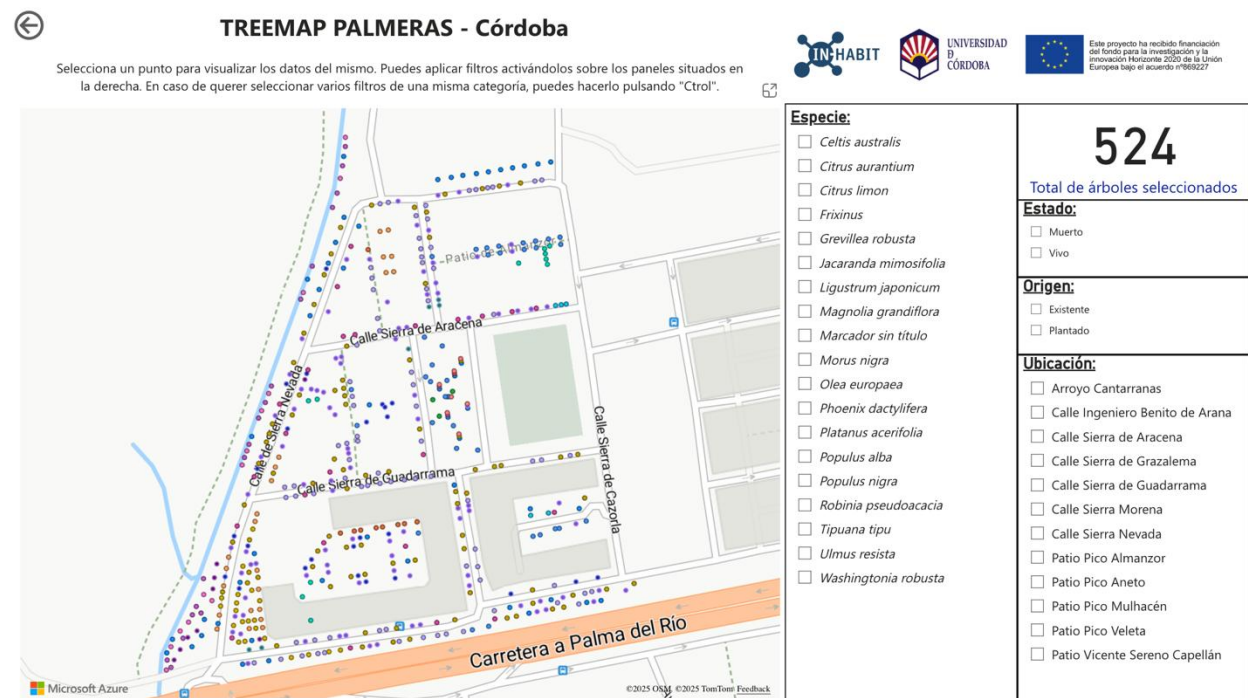 TREEMAP PALMERAS - Córdoba
Selecciona un punto para visualizar los datos del mismo. Puedes aplicar filtros activándolos sobre los paneles situados en
la derecha. En caso de querer seleccionar varios filtros de una misma categoría, puedes hacerlo pulsando "Ctrol".
IN-HABIT
UNIVERSIDAD
D
CÓRDOBA
Este proyecto ha recibido financiación
del fondo para la investigación y la
innovación Horizonte 2020 de la Unión
Europea bajo el acuerdo nº869227
Patio de Almanzor
Calle Sierra de Aracena
Calle de Sierra Nevada
Calle Sierra de Guadarrama
Calle Sierra de Cazorla
Carretera a Palma del Río
Microsoft Azure
©2025 OSM, ©2025 TomTom Feedback
Especie:
Celtis australis
Citrus aurantium
Citrus limon
Frixinus
Grevillea robusta
Jacaranda mimosifolia
Ligustrum japonicum
Magnolia grandiflora
Marcador sin título
Morus nigra
Olea europaea
Phoenix dactylifera
Platanus acerifolia
Populus alba
Populus nigra
Robinia pseudoacacia
Tipuana tipu
Ulmus resista
Washingtonia robusta
524
Total de árboles seleccionados
Estado:
Muerto
Vivo
Origen:
Existente
Plantado
Ubicación:
Arroyo Cantarranas
Calle Ingeniero Benito de Arana
Calle Sierra de Aracena
Calle Sierra de Grazalema
Calle Sierra de Guadarrama
Calle Sierra Morena
Calle Sierra Nevada
Patio Pico Almanzor
Patio Pico Aneto
Patio Pico Mulhacén
Patio Pico Veleta
Patio Vicente Sereno Capellán